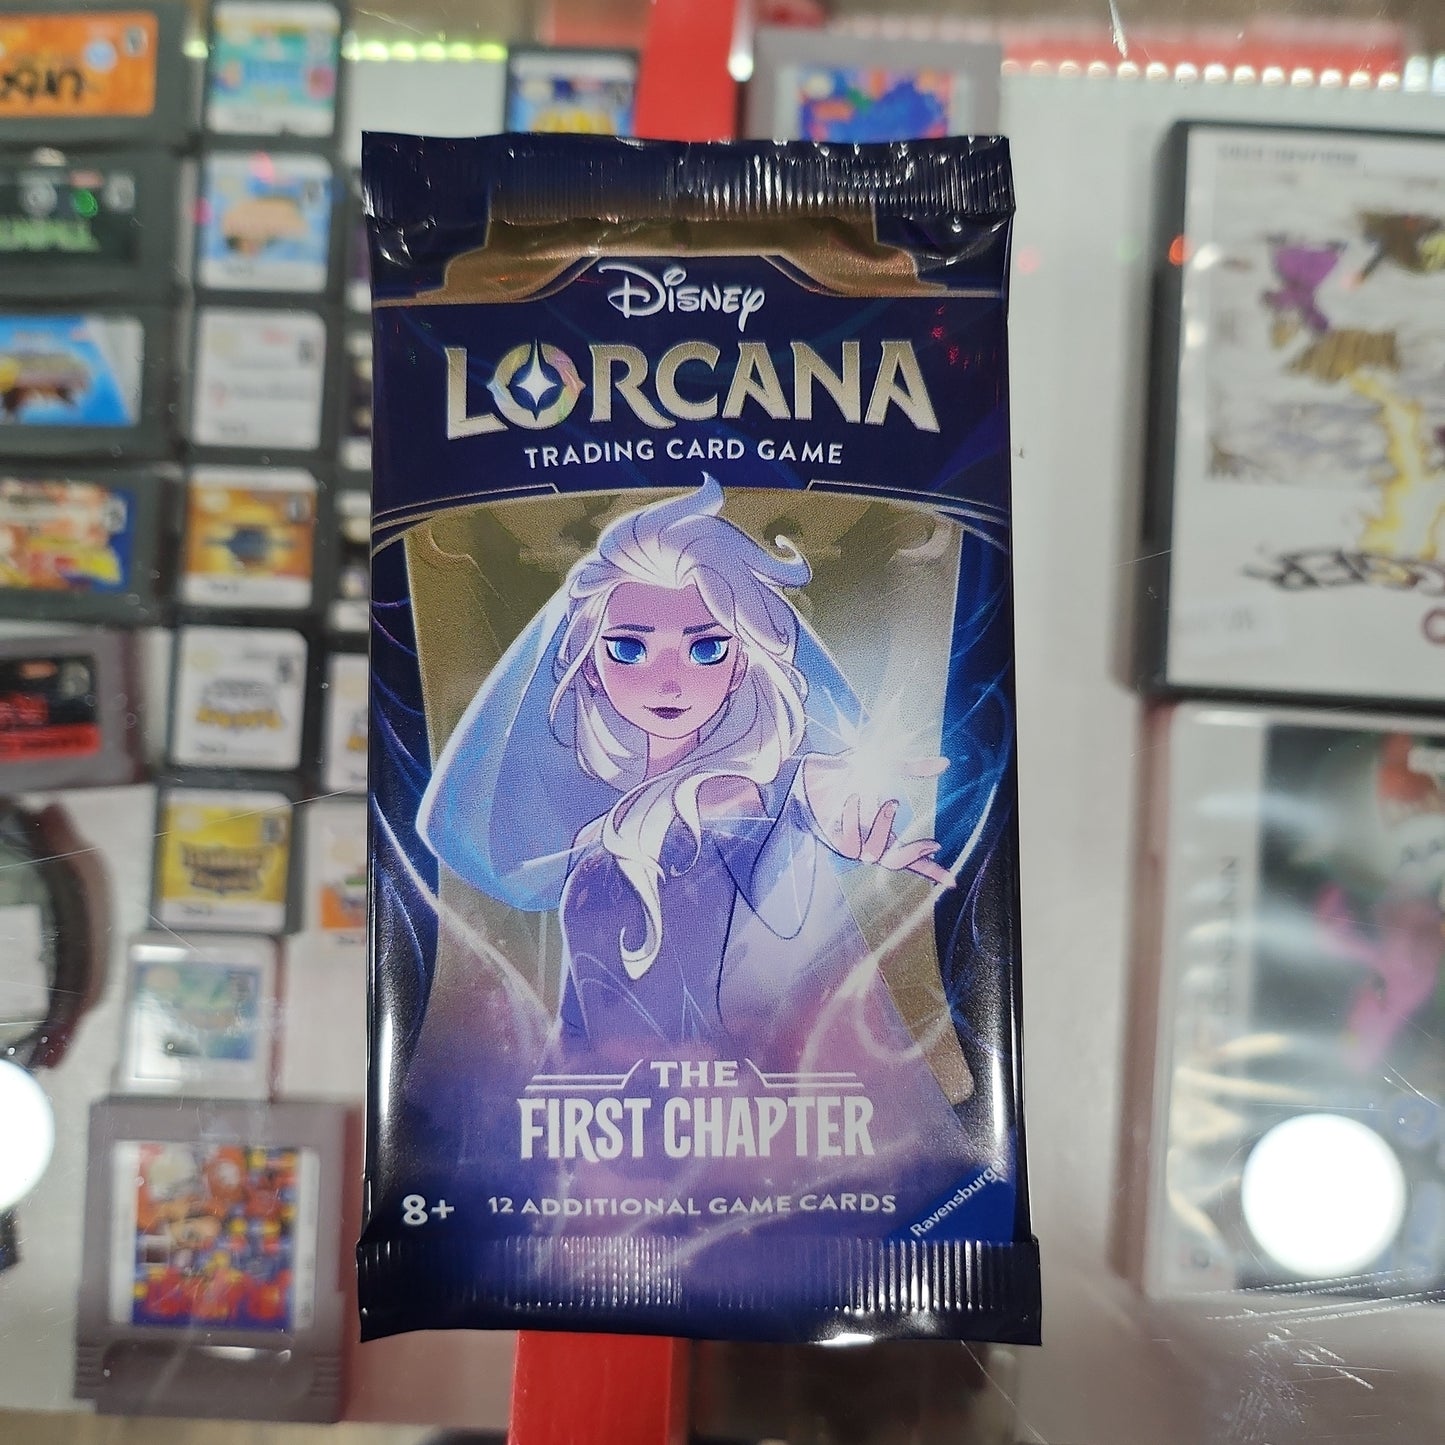 Disney
LORCANA
TRADING CARD GAME
THE
FIRST CHAPTER
8+ 12 ADDITIONAL GAME CARDS
Ravensburger